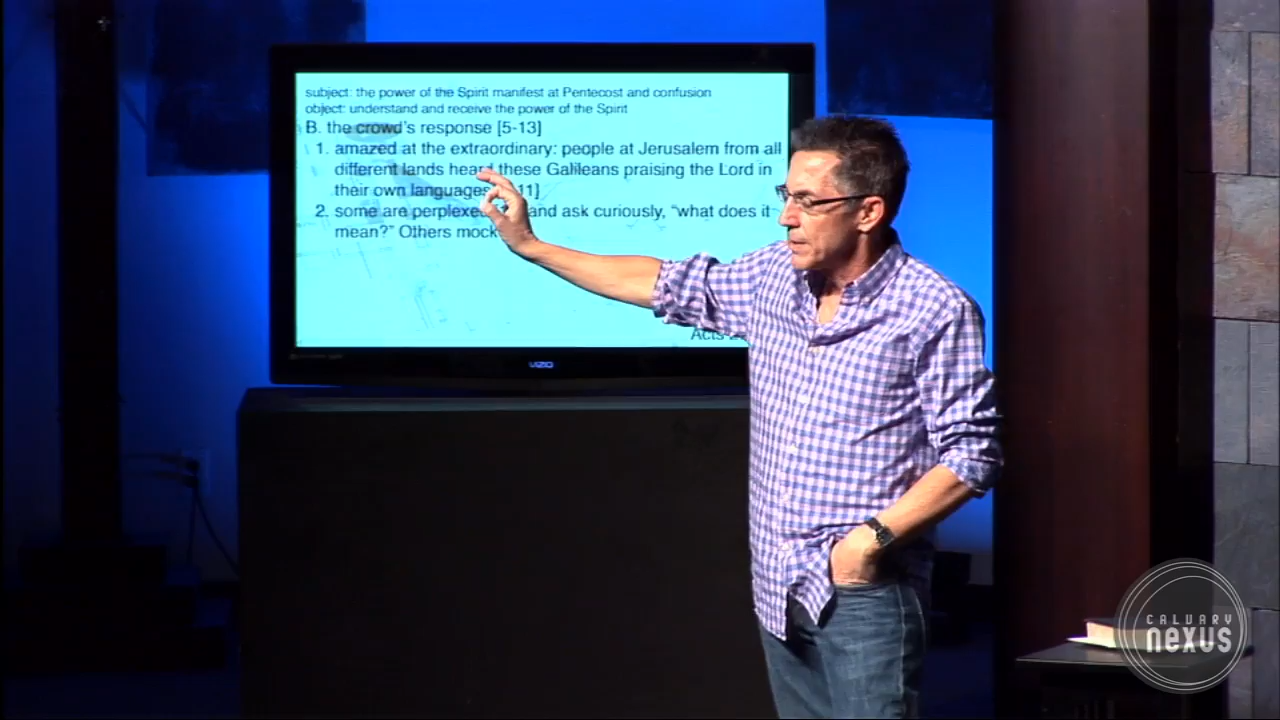 subject: the power of the Spirit manifest at Pentecost and confusion
object: understand and receive the power of the Spirit
B. the crowd's response [5-13]
1. amazed at the extraordinary: people at Jerusalem from all
different lands heard these Galileans praising the Lord in
their own languages 11]
2. some are perplexed and ask curiously, "what does it
mean?" Others mock
Acts
VIZIO
CALVARY
nexus